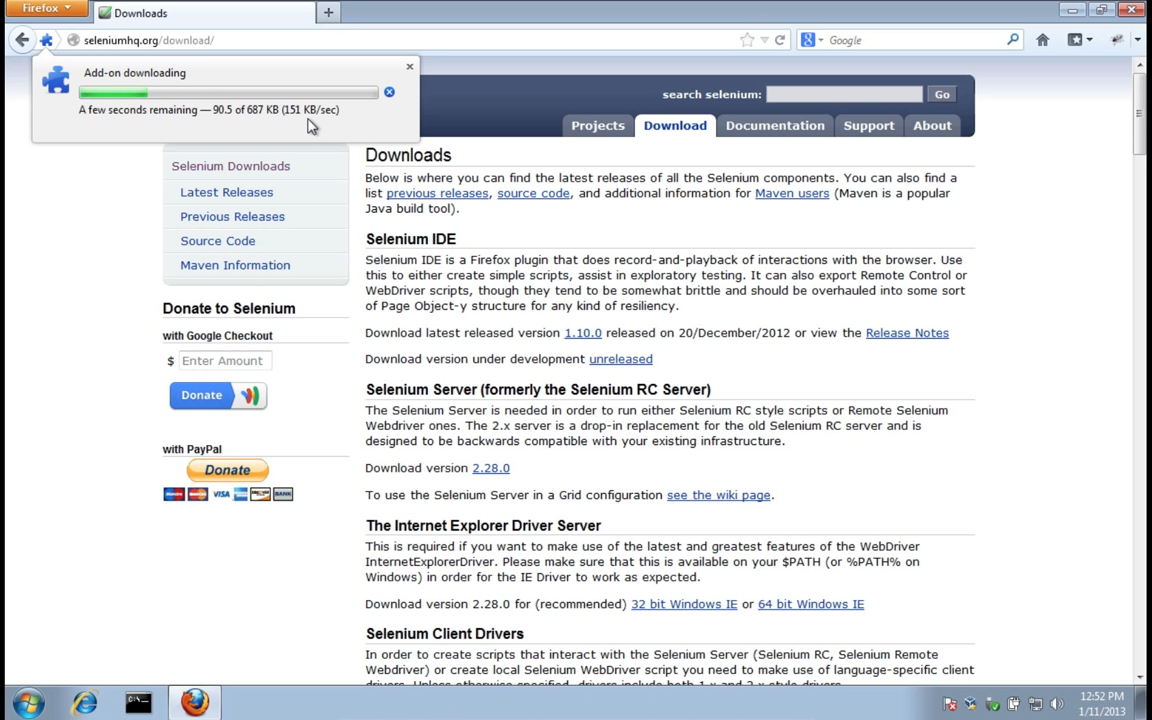 Firefox
Downloads
seleniumhq.org/download/
Google
Add-on downloading
A few seconds remaining — 90.5 of 687 KB (151 KB/sec)
search selenium:
Go
Projects
Download
Documentation
Support
About
Selenium Downloads
Latest Releases
Previous Releases
Source Code
Maven Information
Donate to Selenium
with Google Checkout
$ Enter Amount
Donate
with PayPal
Donate
VISA
BANK
Downloads
Below is where you can find the latest releases of all the Selenium components. You can also find a
list previous releases, source code, and additional information for Maven users (Maven is a popular
Java build tool).
Selenium IDE
Selenium IDE is a Firefox plugin that does record-and-playback of interactions with the browser. Use
this to either create simple scripts, assist in exploratory testing. It can also export Remote Control or
WebDriver scripts, though they tend to be somewhat brittle and should be overhauled into some sort
of Page Object-y structure for any kind of resiliency.
Download latest released version 1.10.0 released on 20/December/2012 or view the Release Notes
Download version under development unreleased
Selenium Server (formerly the Selenium RC Server)
The Selenium Server is needed in order to run either Selenium RC style scripts or Remote Selenium
Webdriver ones. The 2.x server is a drop-in replacement for the old Selenium RC server and is
designed to be backwards compatible with your existing infrastructure.
Download version 2.28.0
To use the Selenium Server in a Grid configuration see the wiki page.
The Internet Explorer Driver Server
This is required if you want to make use of the latest and greatest features of the WebDriver
InternetExplorerDriver. Please make sure that this is available on your $PATH (or %PATH% on
Windows) in order for the IE Driver to work as expected.
Download version 2.28.0 for (recommended) 32 bit Windows IE or 64 bit Windows IE
Selenium Client Drivers
In order to create scripts that interact with the Selenium Server (Selenium RC, Selenium Remote
Webdriver) or create local Selenium WebDriver script you need to make use of language-specific client
drivers. Unless otherwise specified, drivers include both 1.x and 2.x style drivers.
12:52 PM
1/11/2013